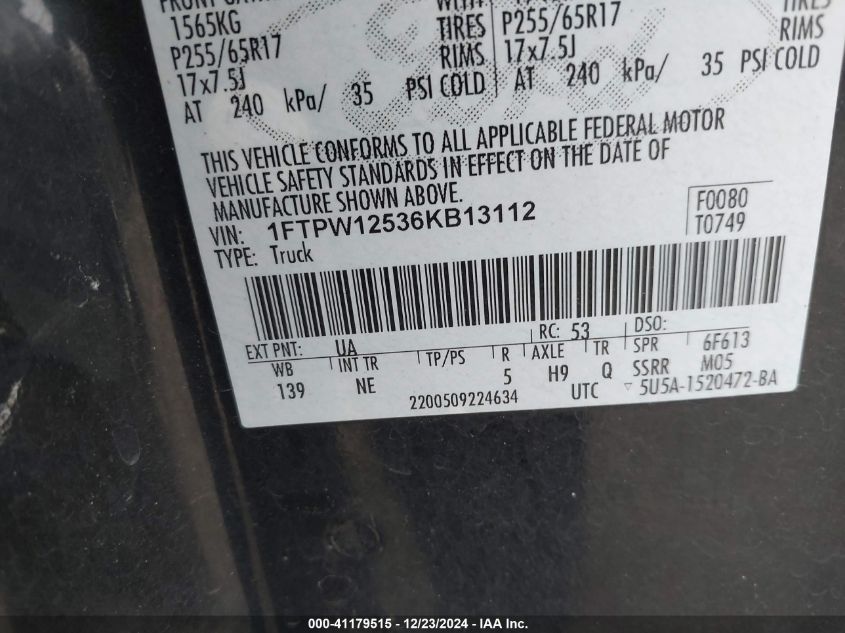 1565KG
TIRES
P255/65R17
P255/65R17
RIMS
17x7.5J
RIMS
17x7.5J
AT 240 kPa/ 35 PSI COLD
AT 240 kPa/ 35 PSI COLD
THIS VEHICLE CONFORMS TO ALL APPLICABLE FEDERAL MOTOR
VEHICLE SAFETY STANDARDS IN EFFECT ON THE DATE OF
MANUFACTURE SHOWN ABOVE.
VIN: 1FTPW12536KB13112
F0080
T0749
TYPE: Truck
EXT PNT: UA
RC: 53
DSO:
WB
INT TR
TP/PS
R
AXLE
TR
SPR
6F613
139
NE
5
H9
Q
SSRR
M05
2200509224634
UTC
▽ 5U5A-1520472-BA
000-41179515 - 12/23/2024 - IAA Inc.